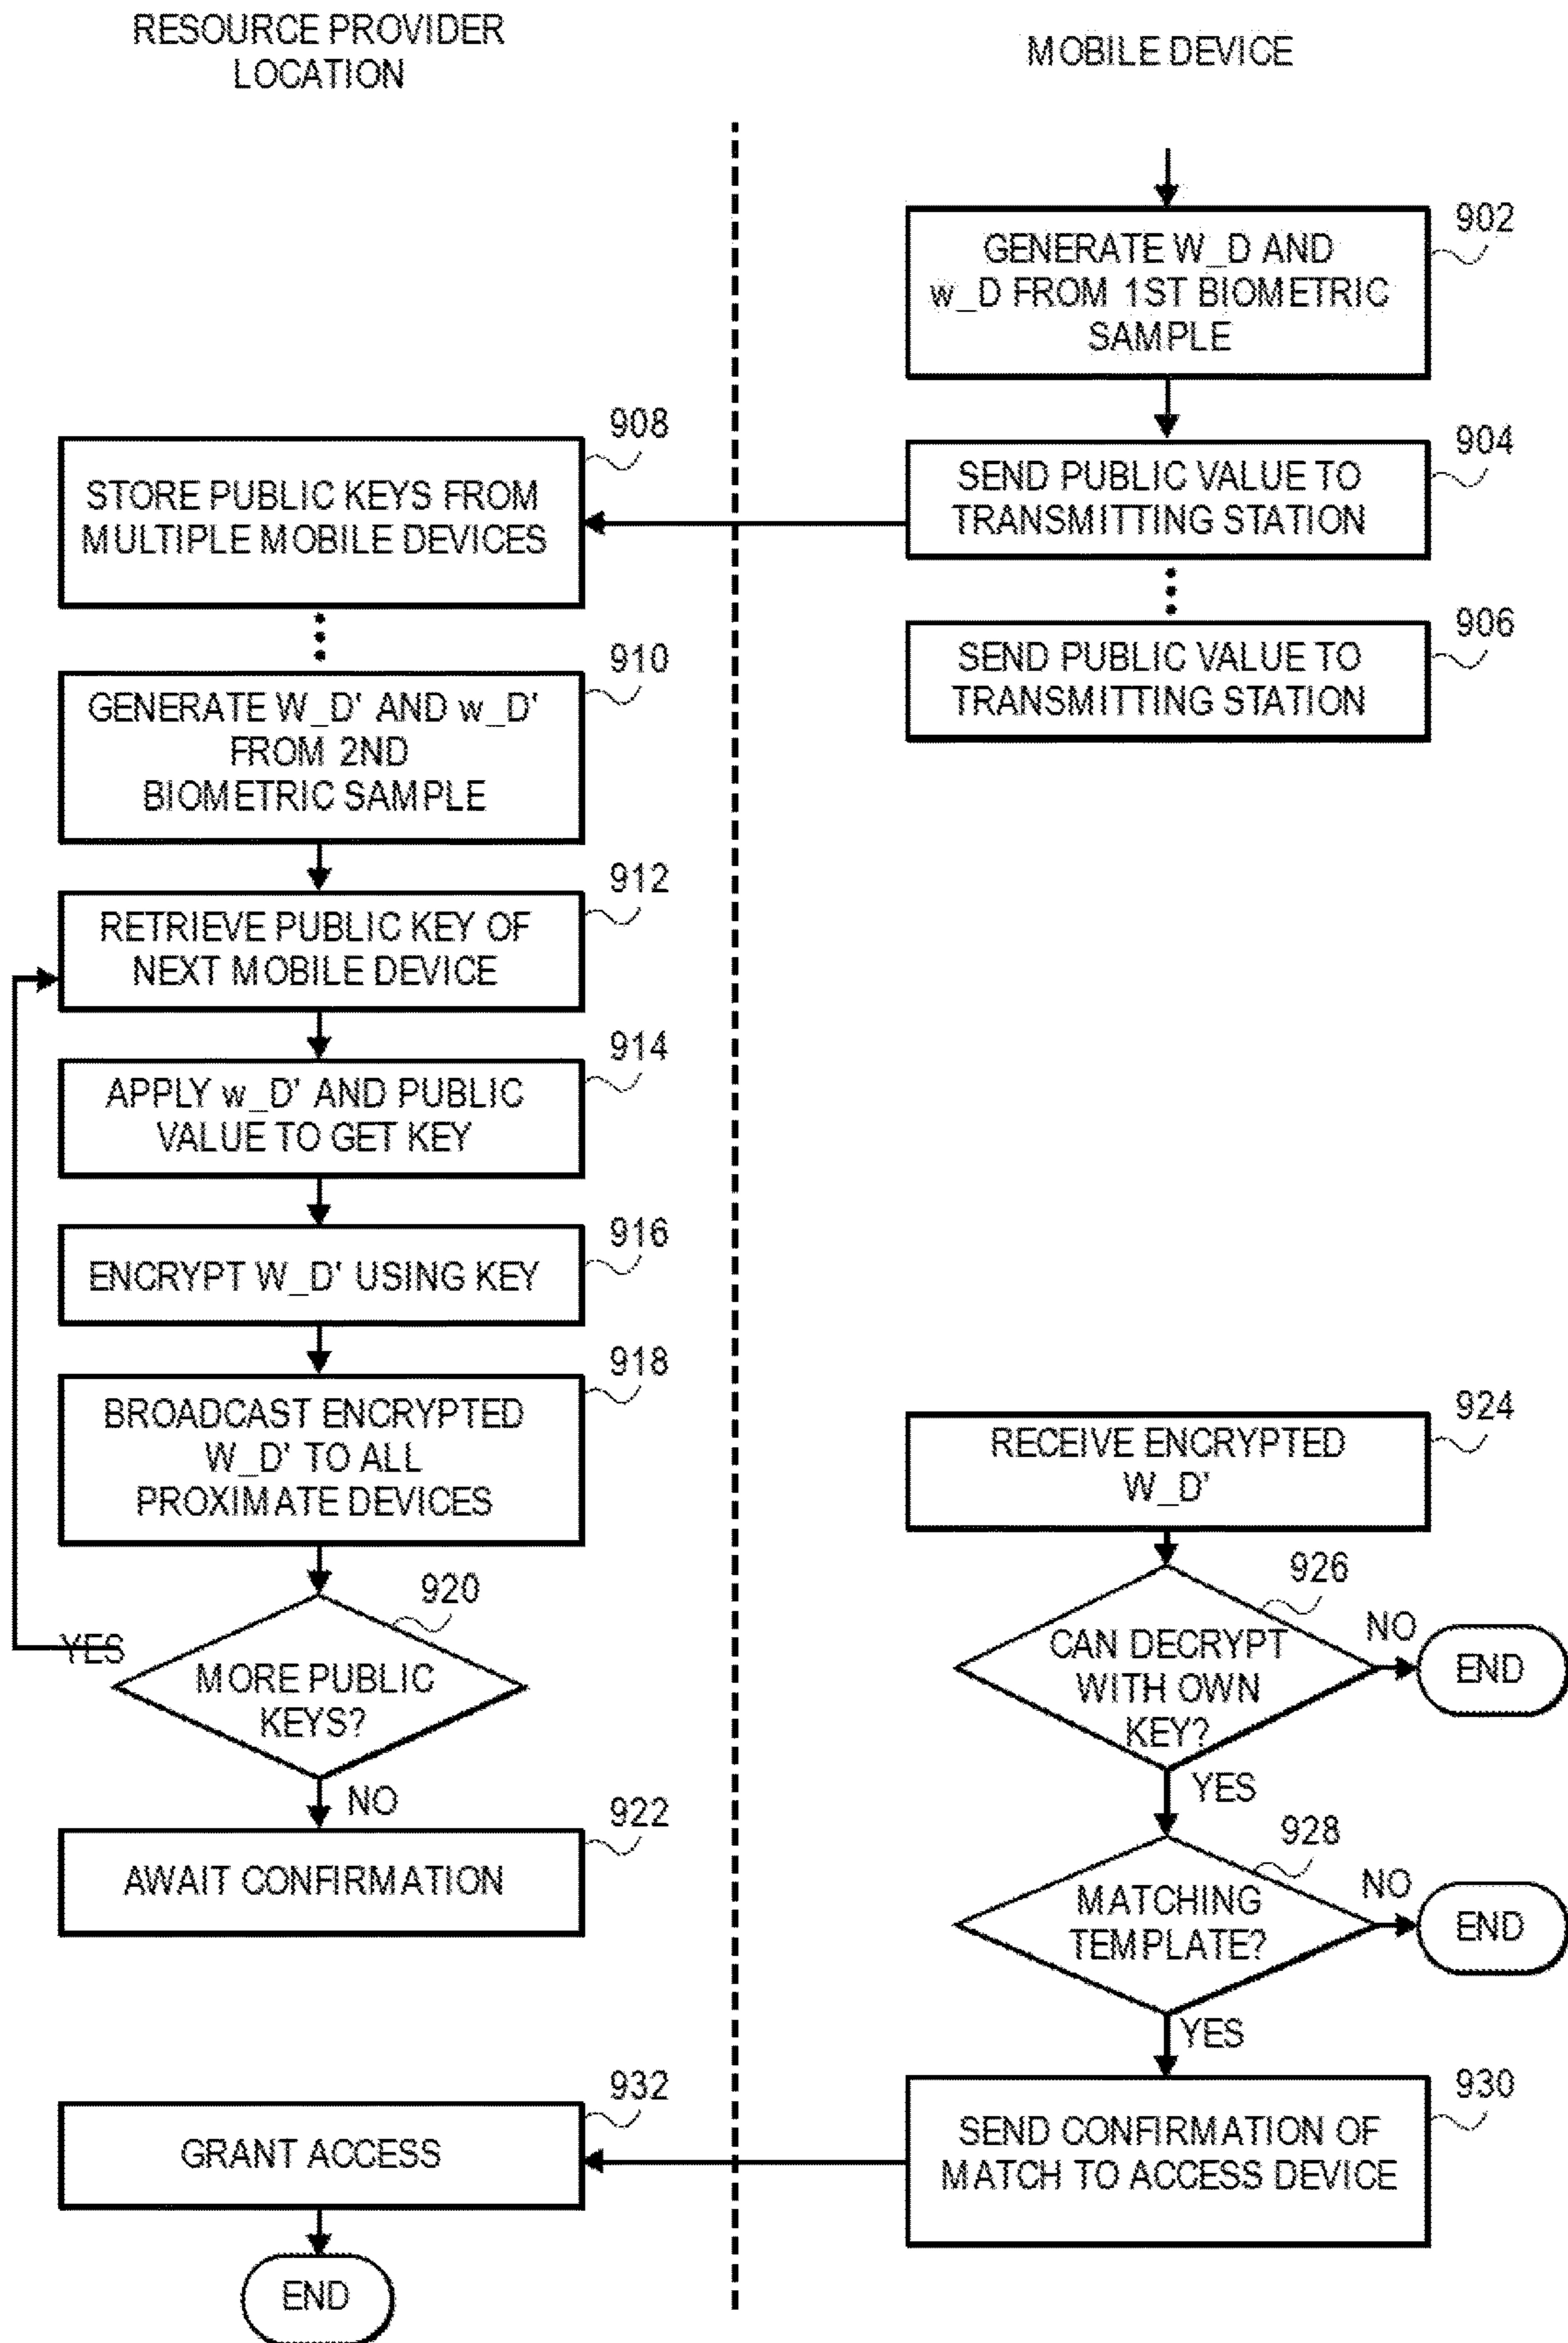 RESOURCE PROVIDER
LOCATION
MOBILE DEVICE
902
GENERATE W_D AND
w_D FROM 1ST BIOMETRIC
SAMPLE
908
STORE PUBLIC KEYS FROM
MULTIPLE MOBILE DEVICES
904
SEND PUBLIC VALUE TO
TRANSMITTING STATION
906
SEND PUBLIC VALUE TO
TRANSMITTING STATION
910
GENERATE W_D' AND w_D'
FROM 2ND
BIOMETRIC SAMPLE
912
RETRIEVE PUBLIC KEY OF
NEXT MOBILE DEVICE
914
APPLY w_D' AND PUBLIC
VALUE TO GET KEY
916
ENCRYPT W_D' USING KEY
918
BROADCAST ENCRYPTED
W_D' TO ALL
PROXIMATE DEVICES
920
YES
MORE PUBLIC
KEYS?
NO
922
AWAIT CONFIRMATION
924
RECEIVE ENCRYPTED
W_D'
926
CAN DECRYPT
WITH OWN
KEY?
NO
END
YES
928
MATCHING
TEMPLATE?
NO
END
YES
930
SEND CONFIRMATION OF
MATCH TO ACCESS DEVICE
932
GRANT ACCESS
END